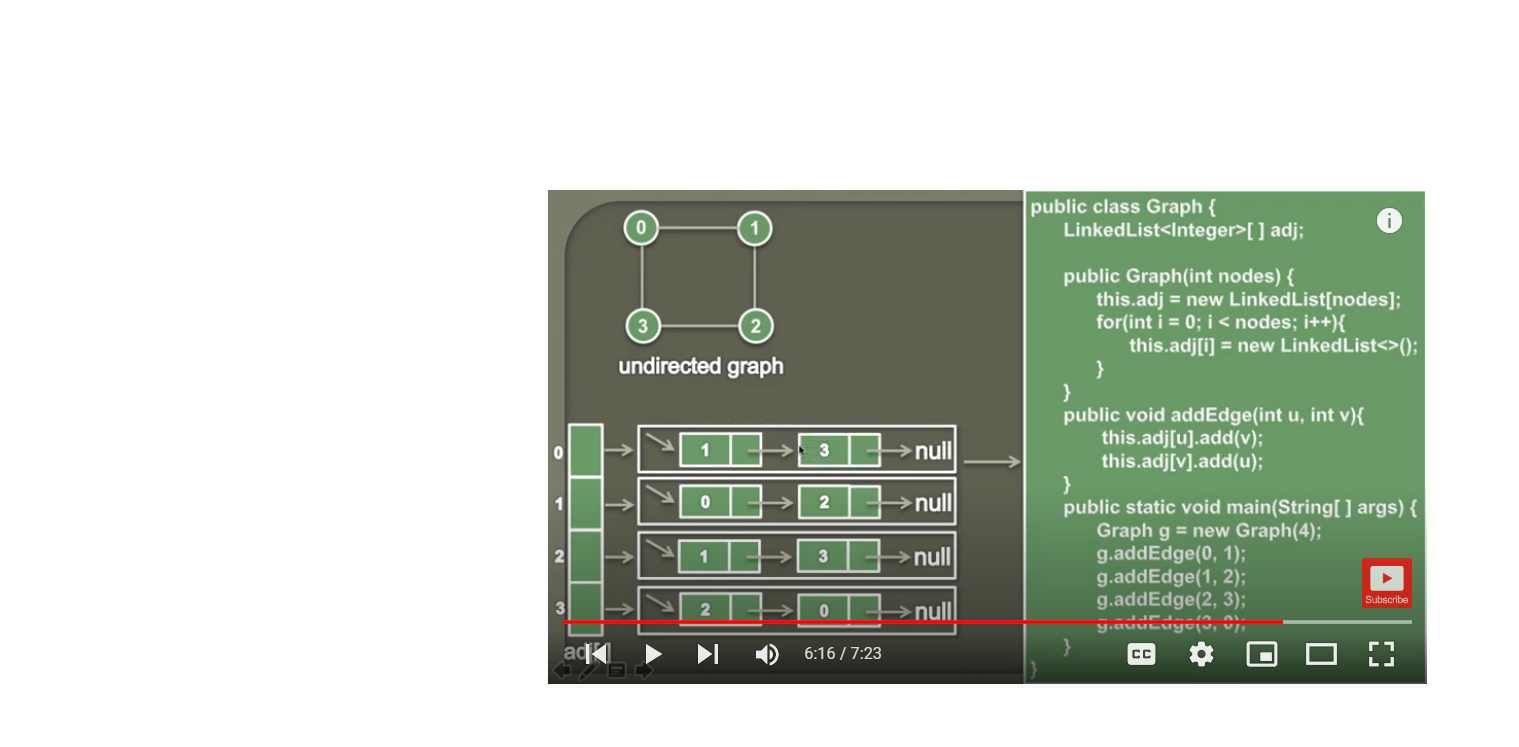 0 1
3 2
undirected graph
0 1 3 null
1 0 2 null
2 1 3 null
3 2 0 null
public class Graph {
LinkedList<Integer>[ ] adj;
public Graph(int nodes) {
this.adj = new LinkedList[nodes];
for(int i = 0; i < nodes; i++){
this.adj[i] = new LinkedList<>();
}
}
public void addEdge(int u, int v){
this.adj[u].add(v);
this.adj[v].add(u);
}
public static void main(String[ ] args) {
Graph g = new Graph(4);
g.addEdge(0, 1);
g.addEdge(1, 2);
g.addEdge(2, 3);
g.addEdge(3, 0);
}
}
i
Subscribe
6:16 / 7:23
CC